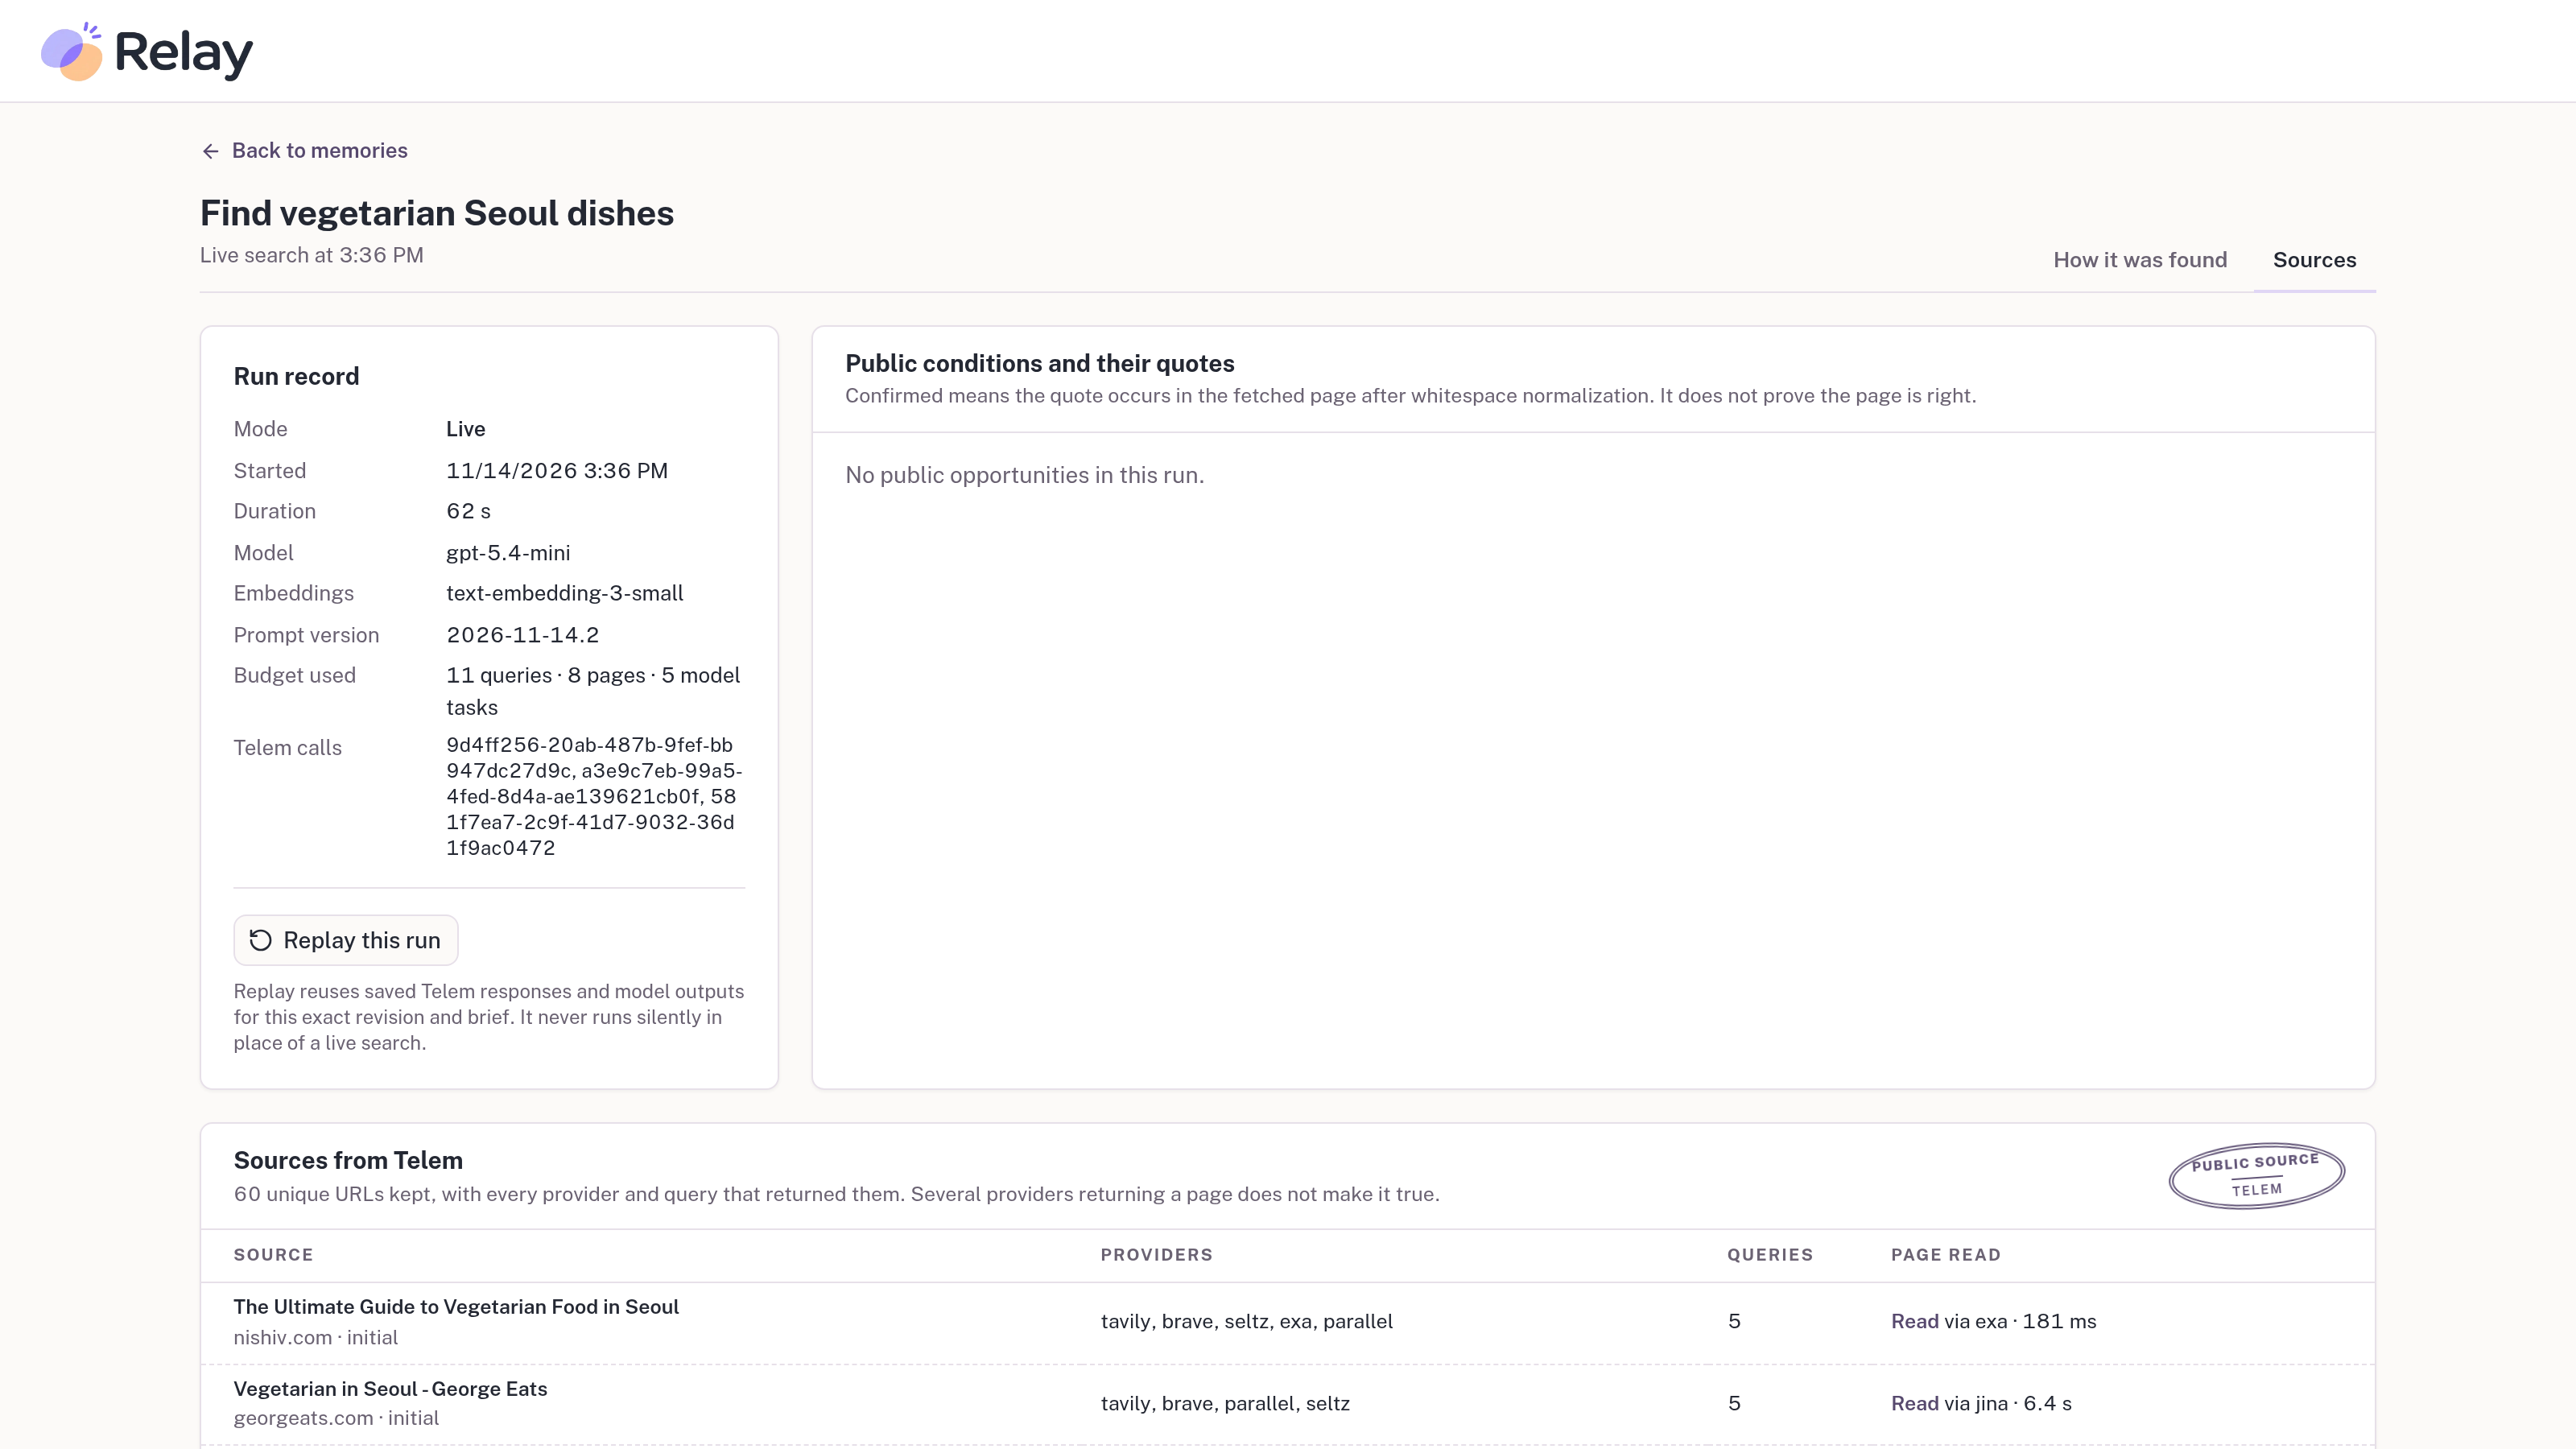 Relay
Back to memories
Find vegetarian Seoul dishes
Live search at 3:36 PM
How it was found
Sources
Run record
Mode Live
Started 11/14/2026 3:36 PM
Duration 62 s
Model gpt-5.4-mini
Embeddings text-embedding-3-small
Prompt version 2026-11-14.2
Budget used 11 queries · 8 pages · 5 model
tasks
Telem calls 9d4ff256-20ab-487b-9fef-bb
947dc27d9c, a3e9c7eb-99a5-
4fed-8d4a-ae139621cb0f, 58
1f7ea7-2c9f-41d7-9032-36d
1f9ac0472
Replay this run
Replay reuses saved Telem responses and model outputs
for this exact revision and brief. It never runs silently in
place of a live search.
Public conditions and their quotes
Confirmed means the quote occurs in the fetched page after whitespace normalization. It does not prove the page is right.
No public opportunities in this run.
Sources from Telem
60 unique URLs kept, with every provider and query that returned them. Several providers returning a page does not make it true.
PUBLIC SOURCE
TELEM
SOURCE PROVIDERS QUERIES PAGE READ
The Ultimate Guide to Vegetarian Food in Seoul
nishiv.com · initial
tavily, brave, seltz, exa, parallel
5
Read via exa · 181 ms
Vegetarian in Seoul - George Eats
georgeats.com · initial
tavily, brave, parallel, seltz
5
Read via jina · 6.4 s